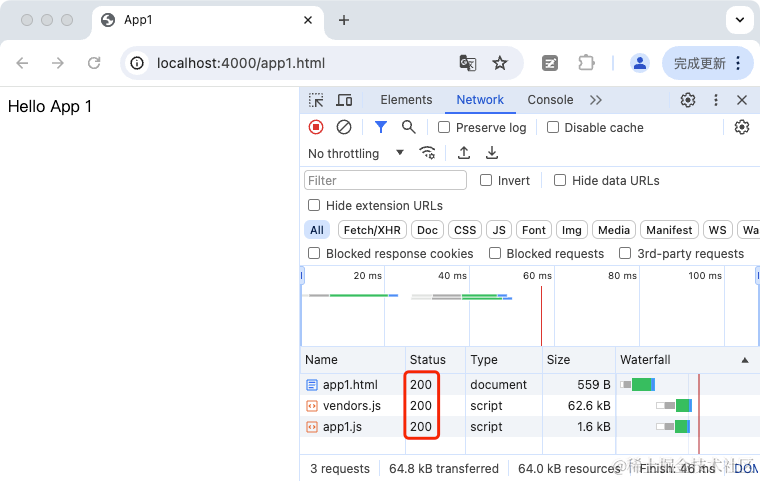 App1
localhost:4000/app1.html
完成更新
Hello App 1
Elements Network Console
Preserve log Disable cache
No throttling
Filter Invert Hide data URLs
Hide extension URLs
All Fetch/XHR Doc CSS JS Font Img Media Manifest WS Wa
Blocked response cookies Blocked requests 3rd-party requests
20 ms 40 ms 60 ms 80 ms 100 ms
Name Status Type Size Waterfall
app1.html 200 document 559 B
vendors.js 200 script 62.6 kB
app1.js 200 script 1.6 kB
3 requests 64.8 kB transferred 64.0 kB resources Finish: 46 ms DOM
@稀土掘金技术社区